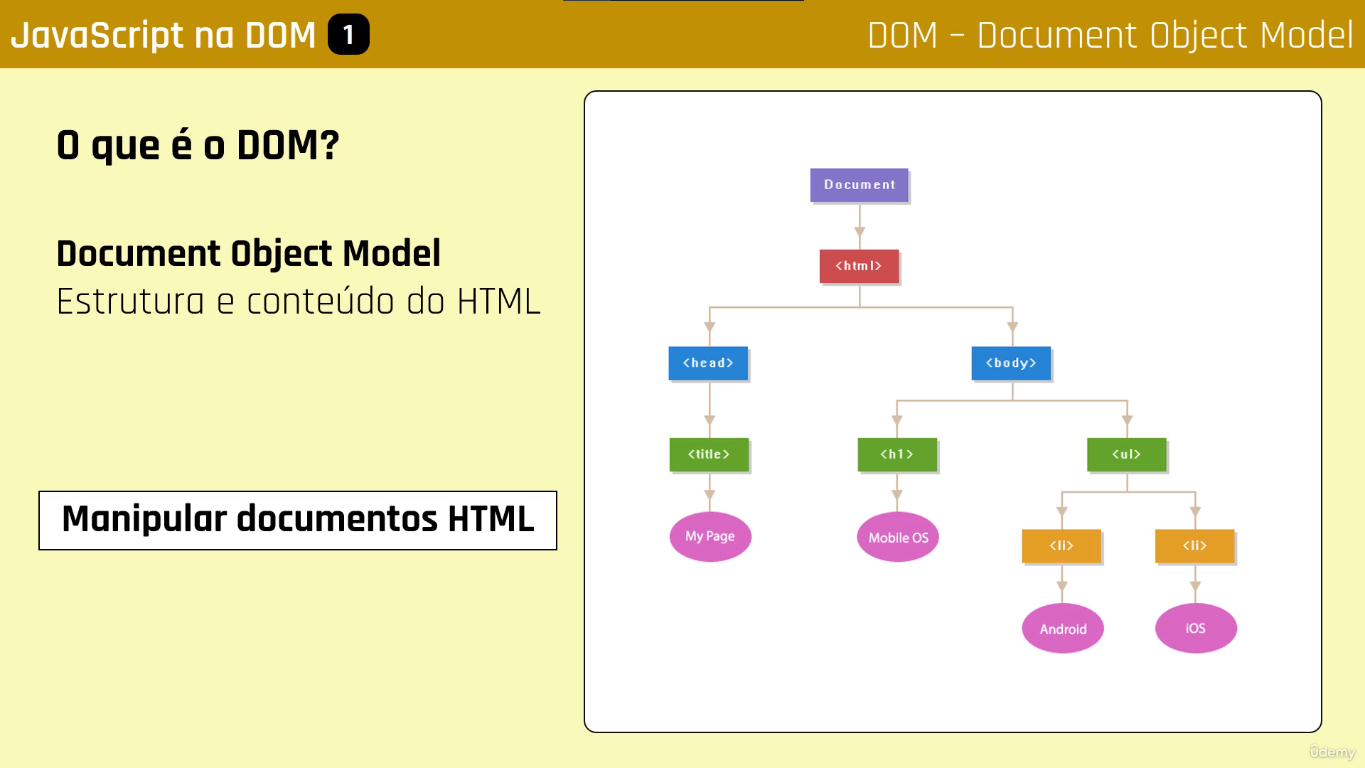 JavaScript na DOM 1
DOM – Document Object Model
O que é o DOM?
Document Object Model
Estrutura e conteúdo do HTML
Manipular documentos HTML
Document
<html>
<head>
<body>
<title>
<h1>
<ul>
My Page
Mobile OS
<li>
<li>
Android
iOS
ûdemy